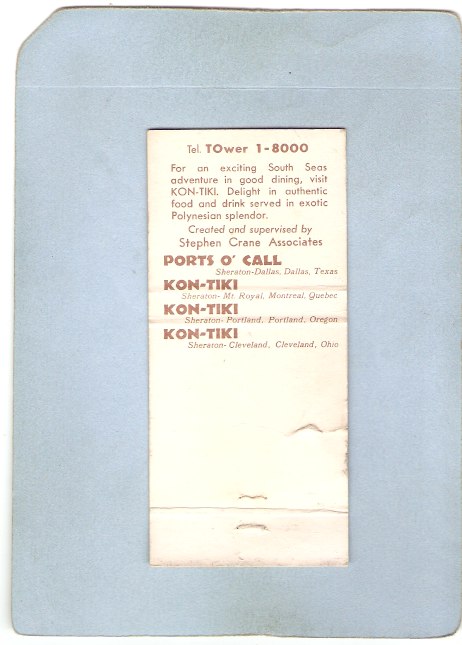 Tel. TOwer 1-8000
For an exciting South Seas
adventure in good dining, visit
KON-TIKI. Delight in authentic
food and drink served in exotic
Polynesian splendor.
Created and supervised by
Stephen Crane Associates
PORTS O' CALL
Sheraton-Dallas, Dallas, Texas
KON-TIKI
Sheraton- Mt. Royal, Montreal, Quebec
KON-TIKI
Sheraton- Portland, Portland, Oregon
KON-TIKI
Sheraton-Cleveland, Cleveland, Ohio